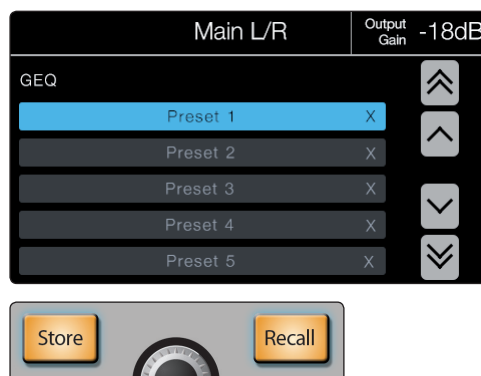 Main L/R
Output
Gain
-18dB
GEQ
Preset 1 X
Preset 2 X
Preset 3 X
Preset 4 X
Preset 5 X
Store
Recall